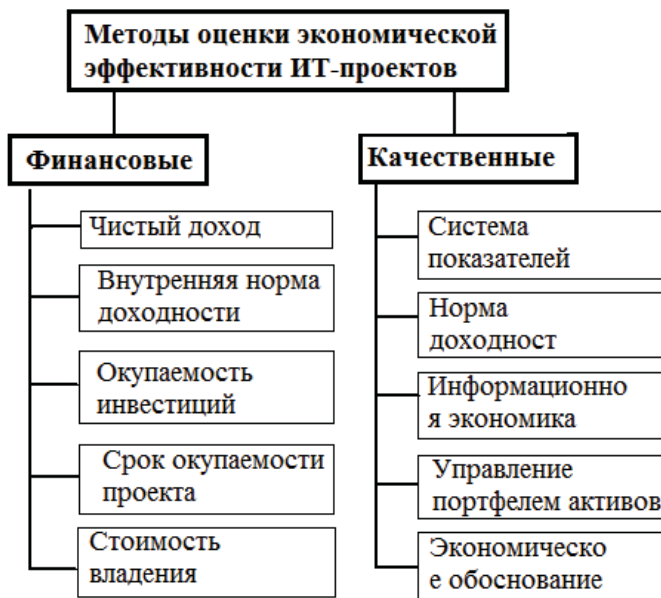 Методы оценки экономической
эффективности ИТ-проектов
Финансовые
Чистый доход
Внутренняя норма
доходности
Окупаемость
инвестиций
Срок окупаемости
проекта
Стоимость
владения
Качественные
Система
показателей
Норма
доходност
Информационно
я экономика
Управление
портфелем активов
Экономическо
е обоснование